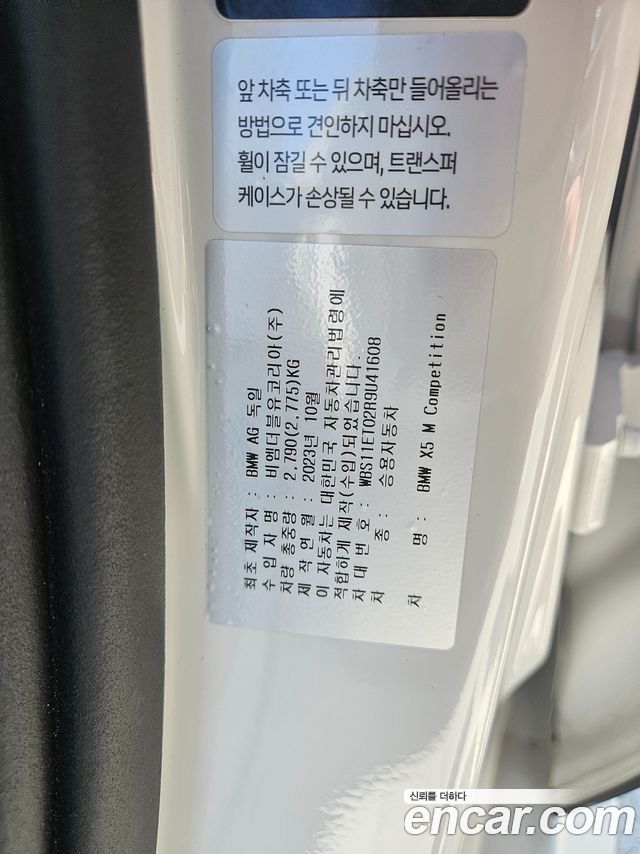 앞 차축 또는 뒤 차축만 들어올리는
방법으로 견인하지 마십시오.
휠이 잠길 수 있으며, 트랜스퍼
케이스가 손상될 수 있습니다.
최초 제작자 : BMW AG 독일
수 입 자 명 : 비엠더블유코리아(주)
차량 총중량 : 2,790(2,775)KG
제 작 연 월 : 2023년 10월
이 자동차는 대한민국 자동차관리법령에
적합하게 제작(수입)되었습니다.
차 대 번 호 : WBS11ET02R9U41608
차 종 : 승용자동차
차 명 : BMW X5 M Competition
신뢰를 더하다
encar.com